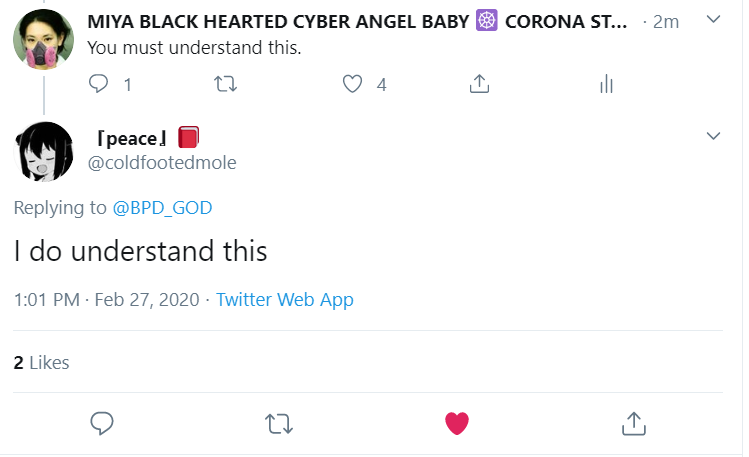 MIYA BLACK HEARTED CYBER ANGEL BABY ☸️ CORONA ST... · 2m
You must understand this.
1 4
『peace』 📕
@coldfootedmole
Replying to @BPD_GOD
I do understand this
1:01 PM · Feb 27, 2020 · Twitter Web App
2 Likes